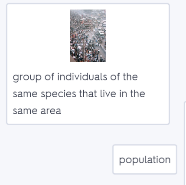 group of individuals of the
same species that live in the
same area
population